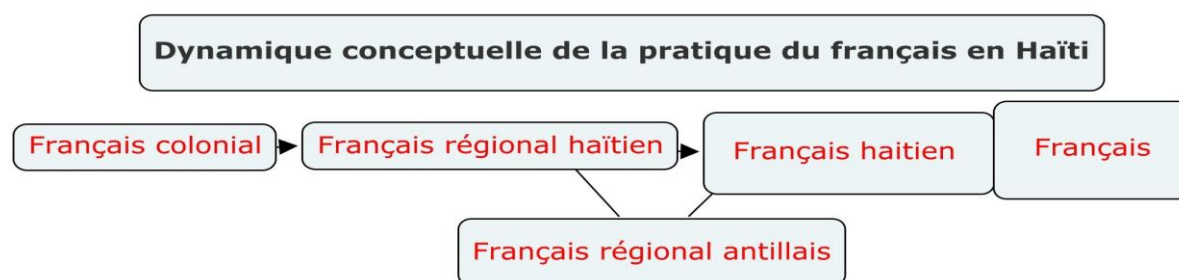 Dynamique conceptuelle de la pratique du français en Haïti
Français colonial
Français régional haïtien
Français haitien
Français
Français régional antillais